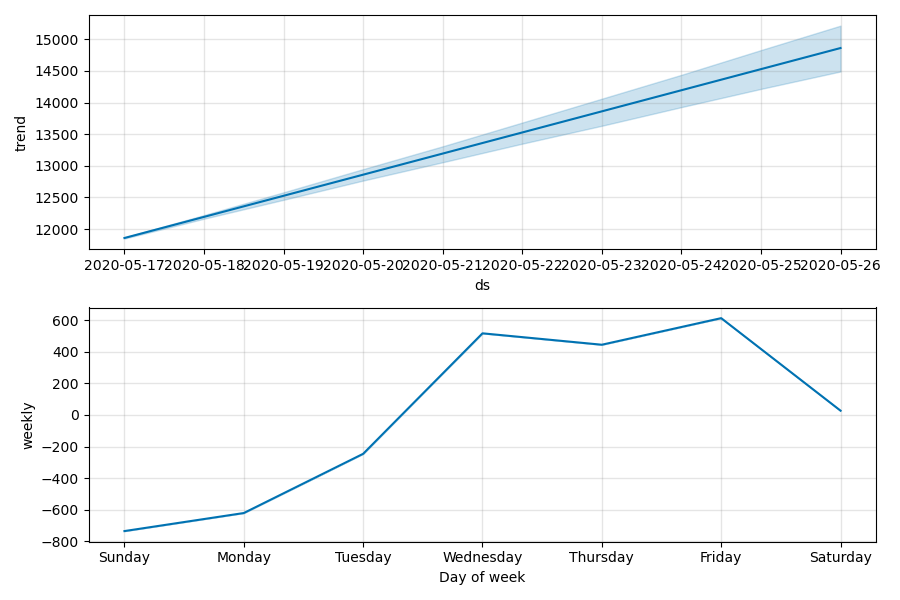 15000
14500
14000
13500
13000
12500
12000
trend
2020-05-17 2020-05-18 2020-05-19 2020-05-20 2020-05-21 2020-05-22 2020-05-23 2020-05-24 2020-05-25 2020-05-26
ds
600
400
200
0
−200
−400
−600
−800
weekly
Sunday Monday Tuesday Wednesday Thursday Friday Saturday
Day of week